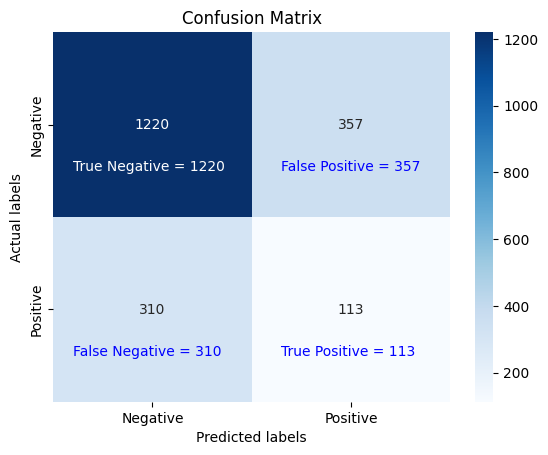 Confusion Matrix
Actual labels
Negative
1220
357
True Negative = 1220
False Positive = 357
Positive
310
113
False Negative = 310
True Positive = 113
Negative
Positive
Predicted labels
1200
1000
800
600
400
200